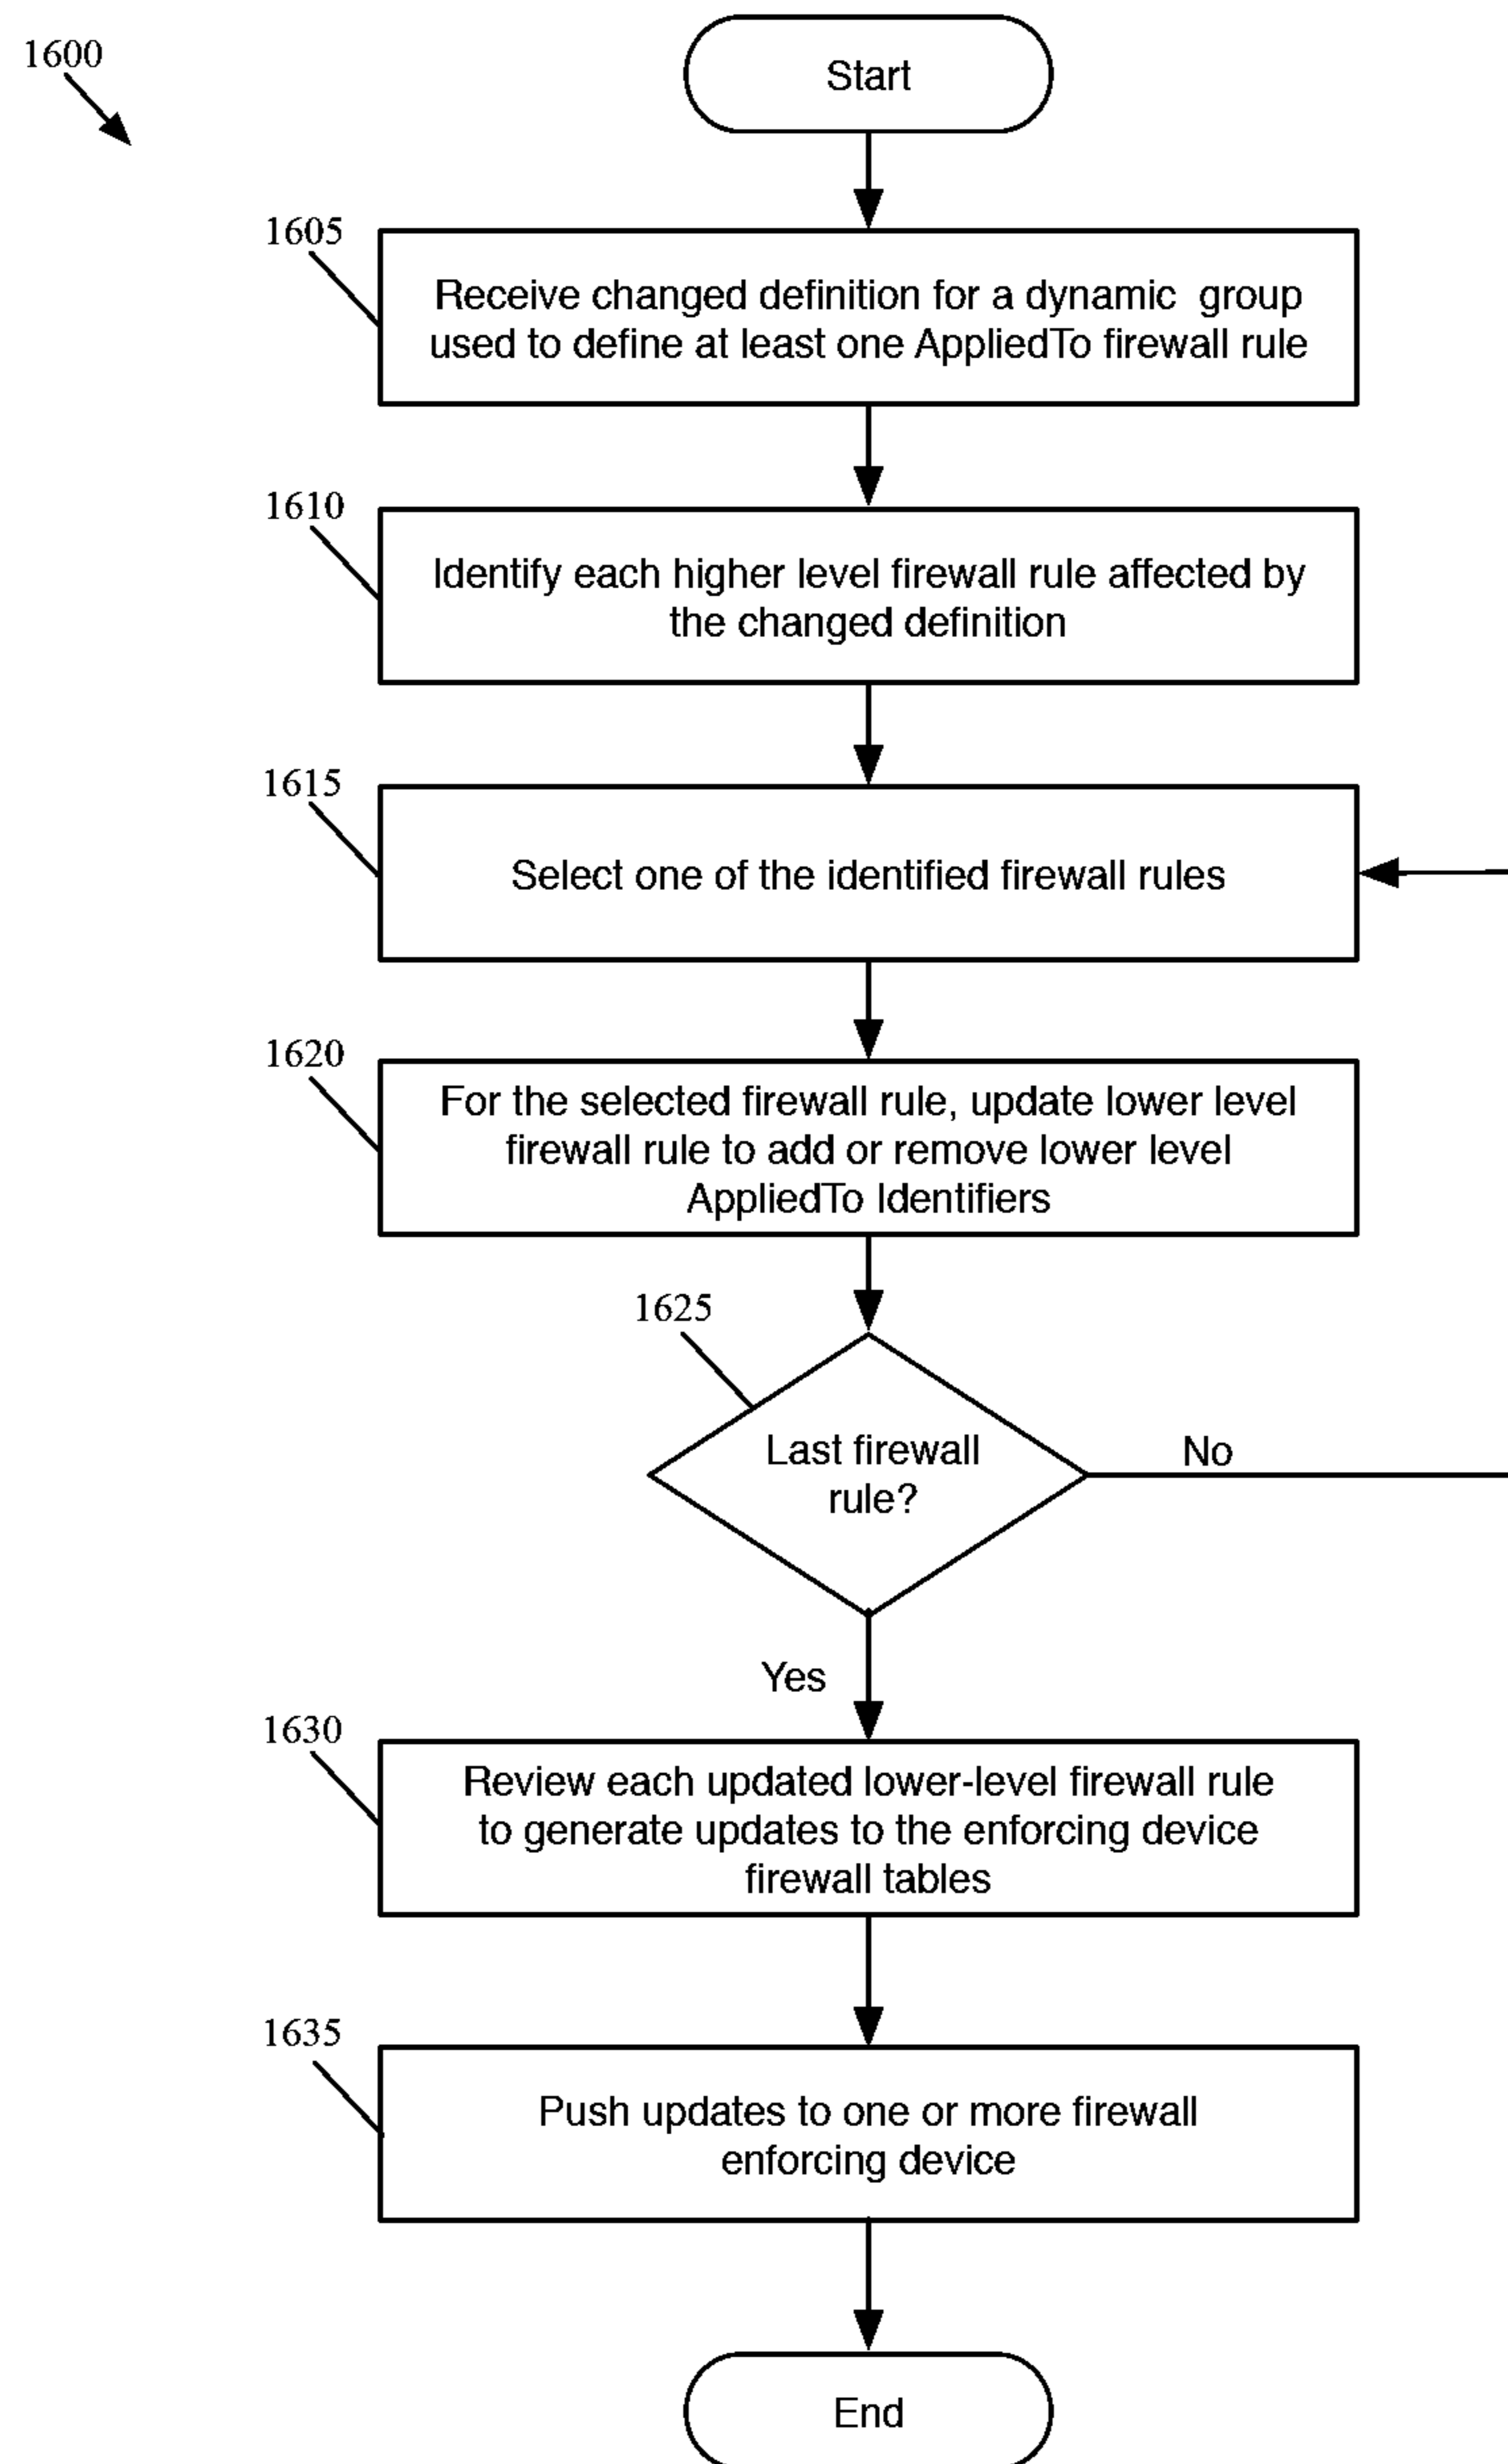 1600
Start
1605
Receive changed definition for a dynamic group
used to define at least one AppliedTo firewall rule
1610
Identify each higher level firewall rule affected by
the changed definition
1615
Select one of the identified firewall rules
1620
For the selected firewall rule, update lower level
firewall rule to add or remove lower level
AppliedTo Identifiers
1625
Last firewall
rule?
No
Yes
1630
Review each updated lower-level firewall rule
to generate updates to the enforcing device
firewall tables
1635
Push updates to one or more firewall
enforcing device
End